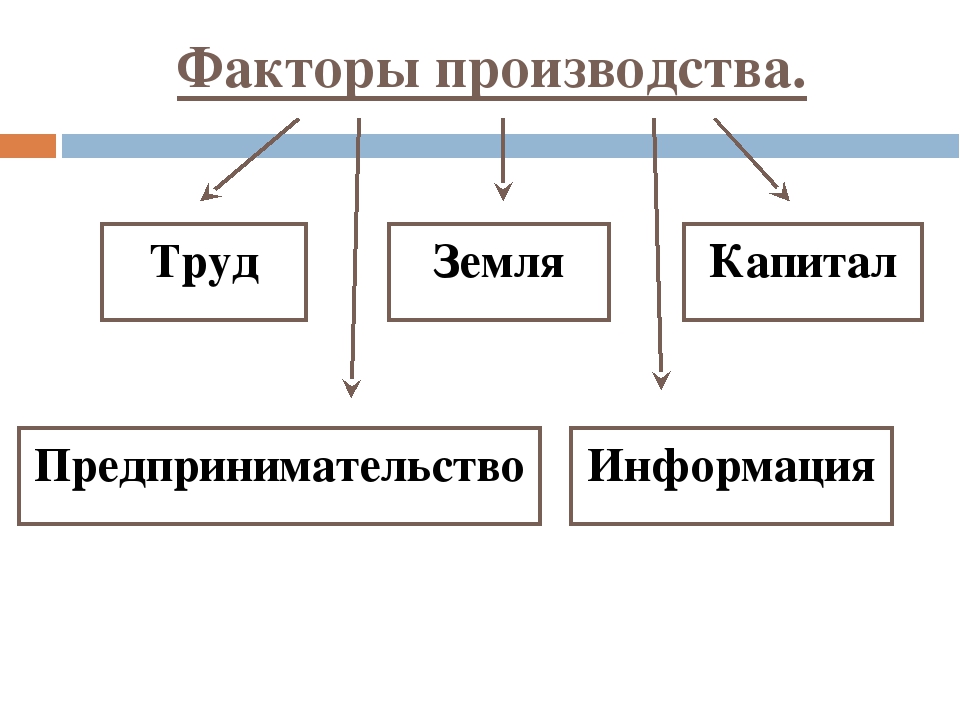 Факторы производства.
Труд
Земля
Капитал
Предпринимательство
Информация